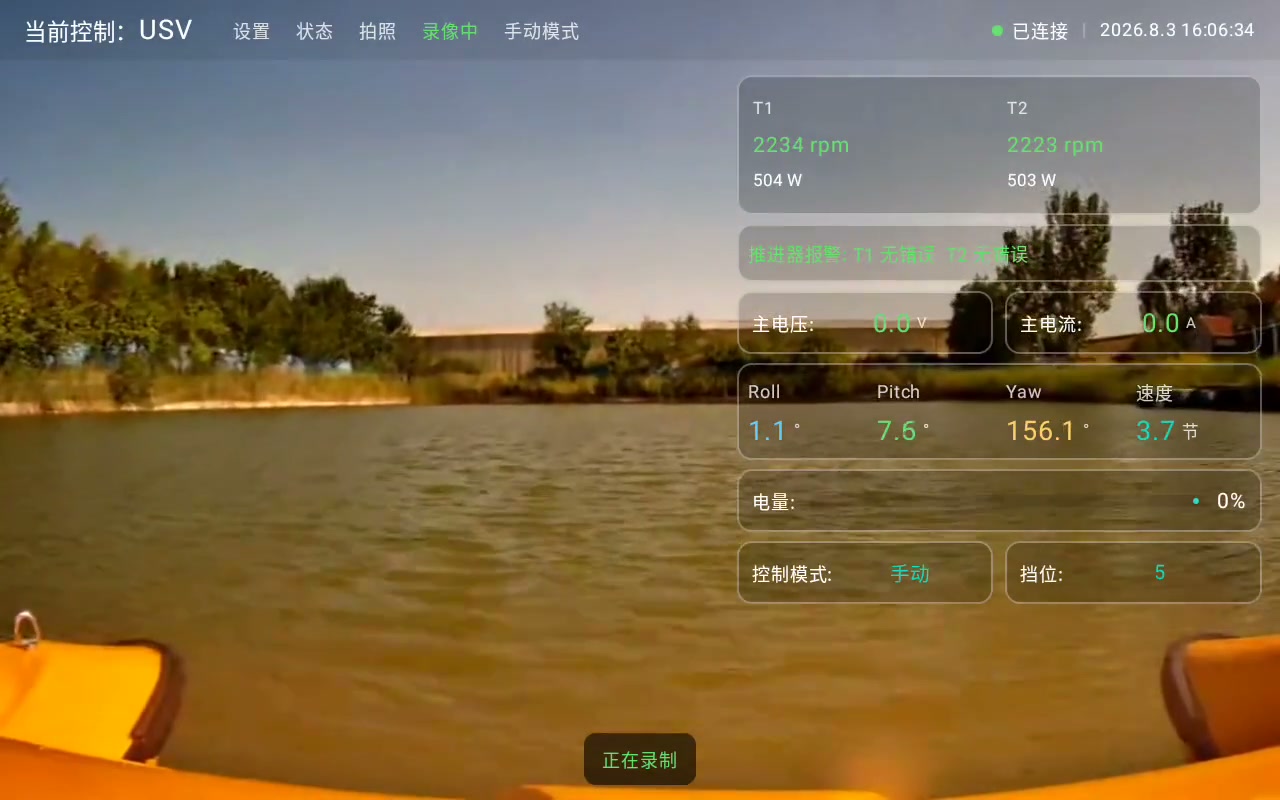 当前控制: USV 设置 状态 拍照 录像中 手动模式 已连接 | 2026.8.3 16:06:34
T1 T2
2234 rpm 2223 rpm
504 W 503 W
推进器报警: T1 无错误 T2 无错误
主电压: 0.0 V 主电流: 0.0 A
Roll Pitch Yaw 速度
1.1 ° 7.6 ° 156.1 ° 3.7 节
电量: 0%
控制模式: 手动 挡位: 5
正在录制